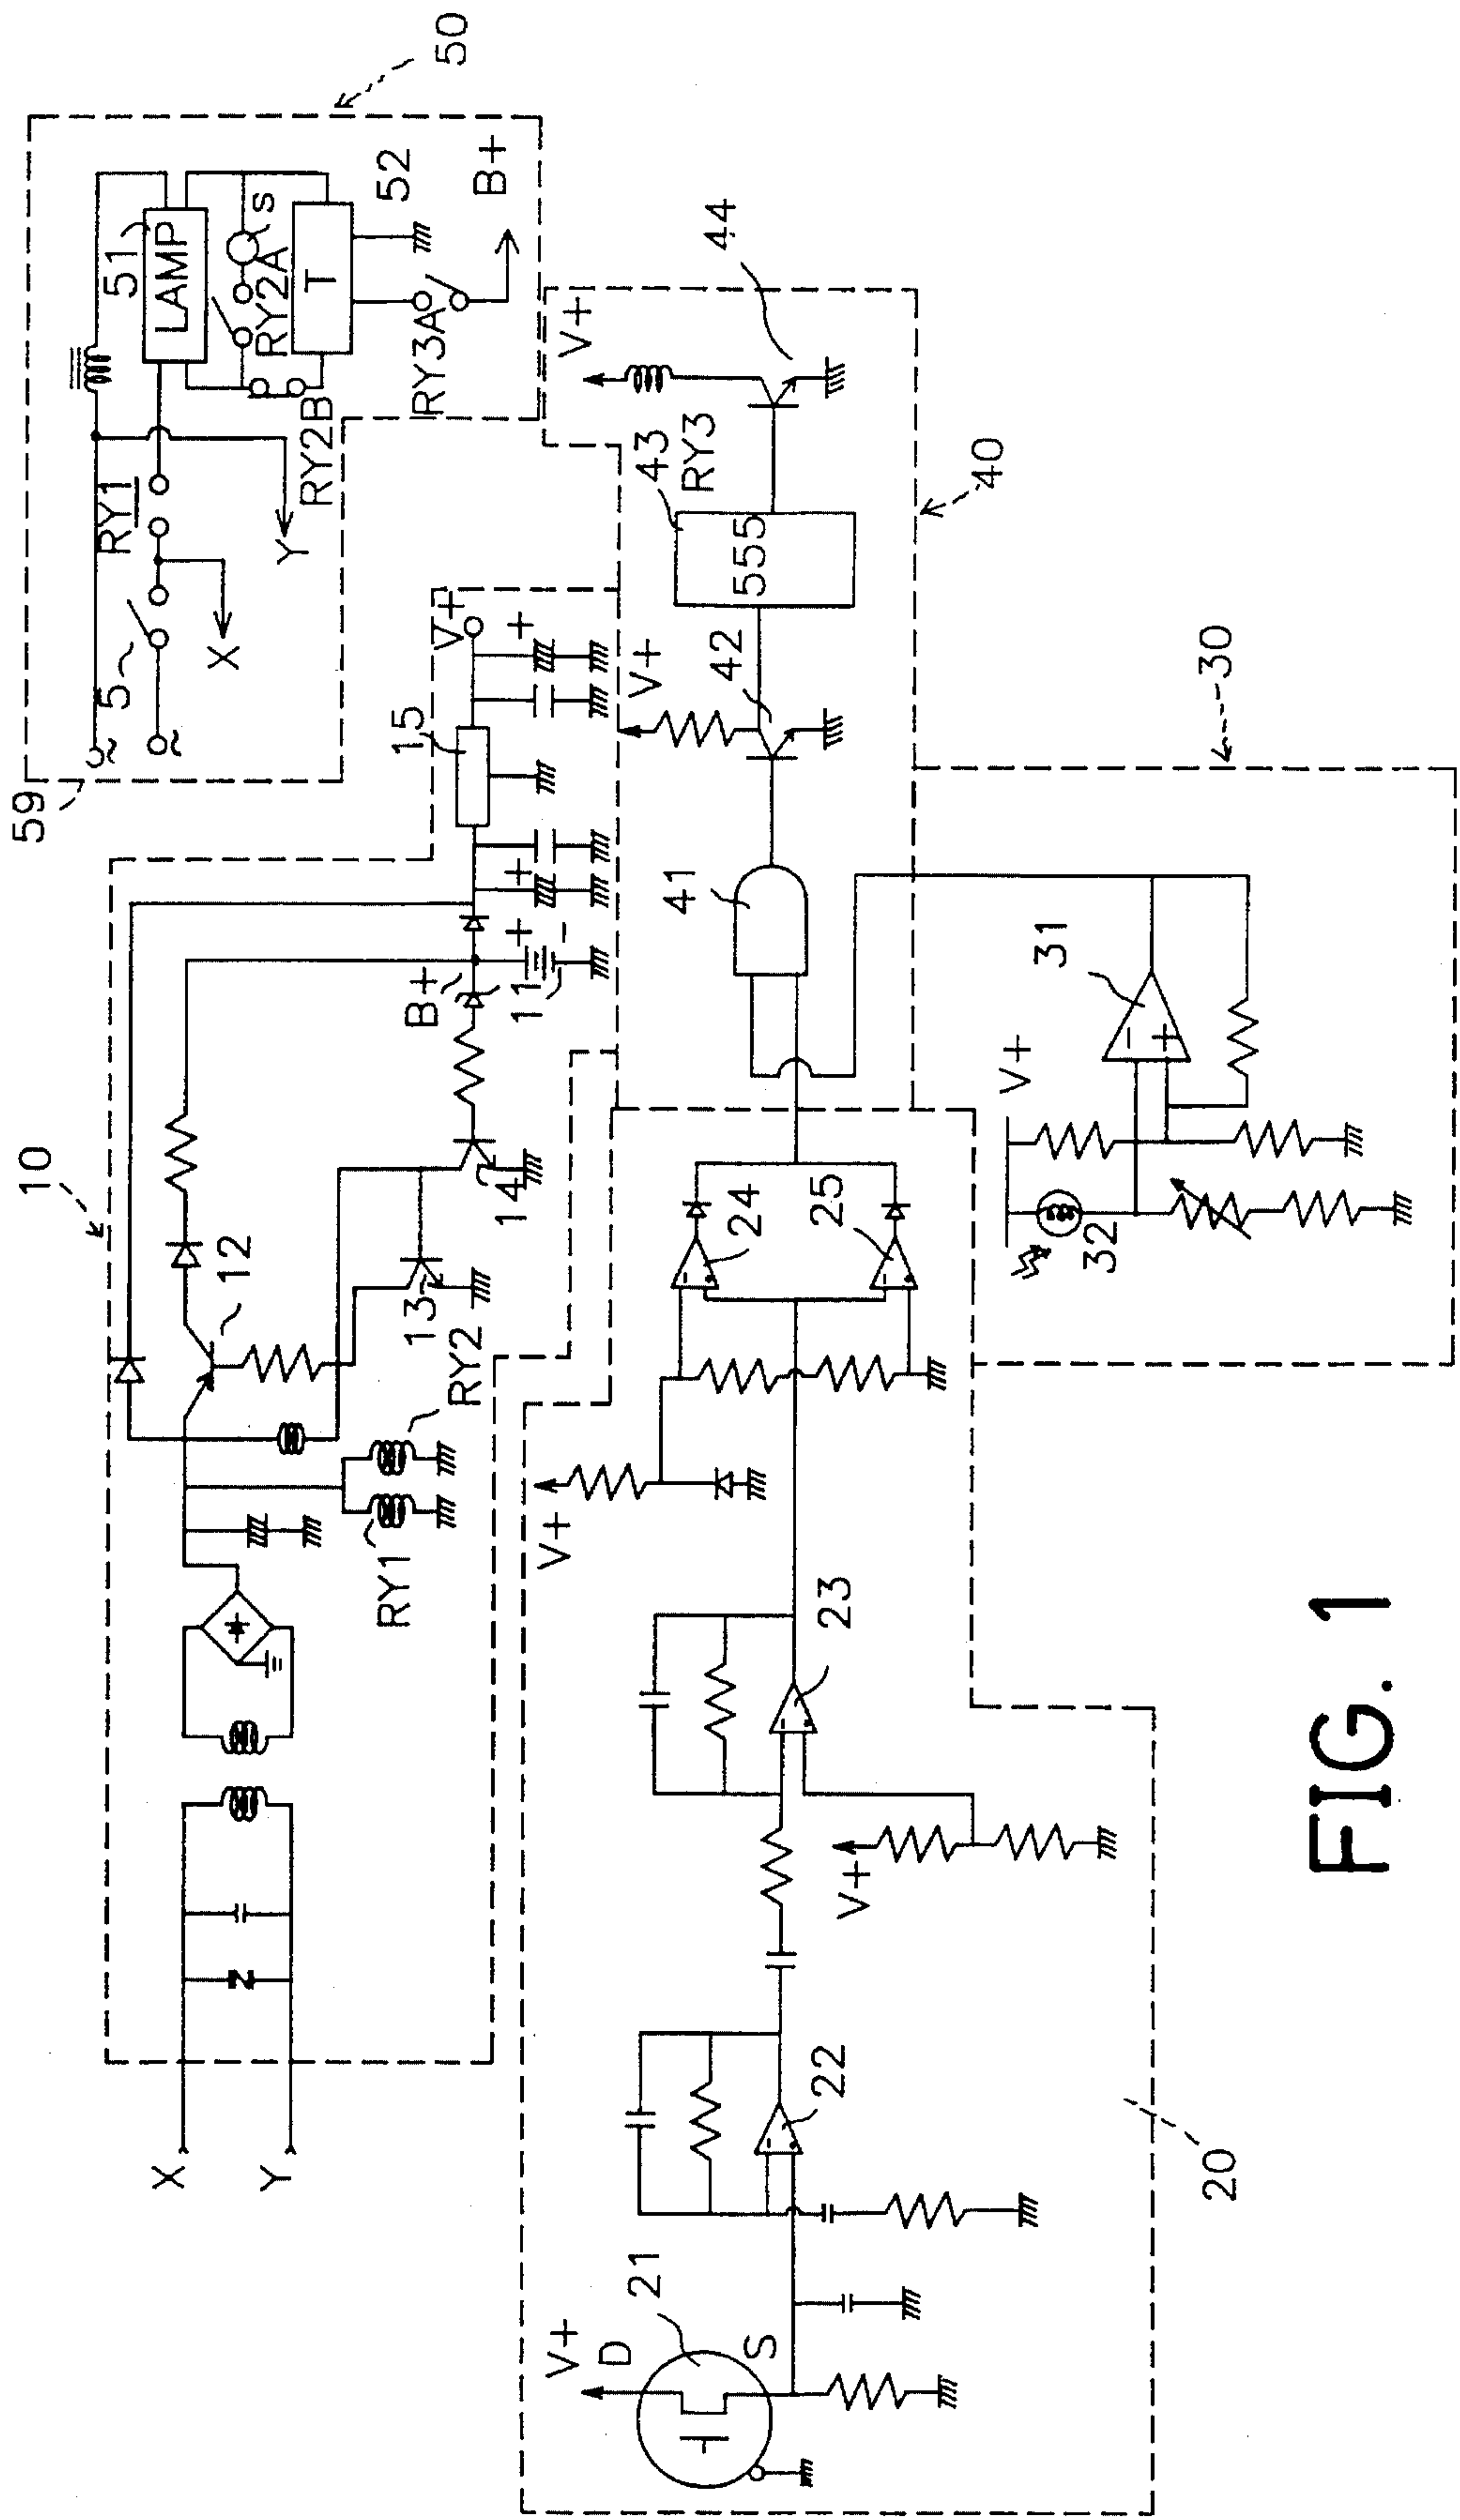 50
51
LAMP
S
RY2A
T
52
B+
RY3A
RY2B
RY1
Y
X
5
59
10
V+
15
B+
+
+
+
-
11
12
13
14
RY2
RY1
X
Y
Z
40
44
V+
RY3
43
555
42
V+
41
30
31
V+
32
−
+
24
25
−
−
V+
23
−
V+
22
−
21
V+
D
S
20
FIG. 1